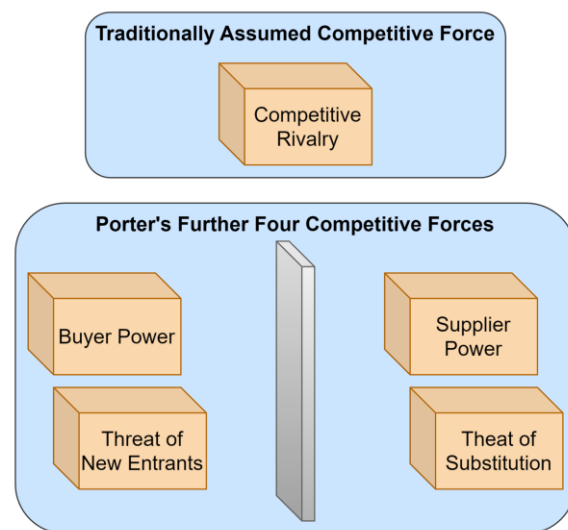 Traditionally Assumed Competitive Force
Competitive
Rivalry
Porter's Further Four Competitive Forces
Buyer Power
Supplier
Power
Threat of
New Entrants
Theat of
Substitution